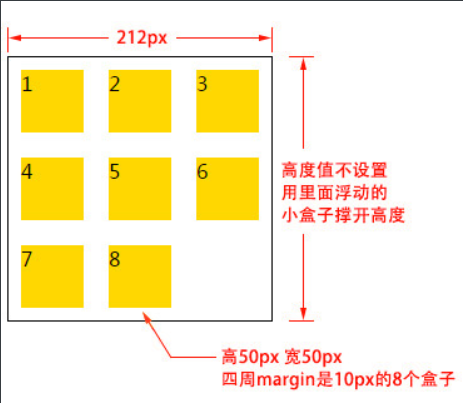 212px
1 2 3
4 5 6
7 8
高度值不设置
用里面浮动的
小盒子撑开高度
高50px 宽50px
四周margin是10px的8个盒子